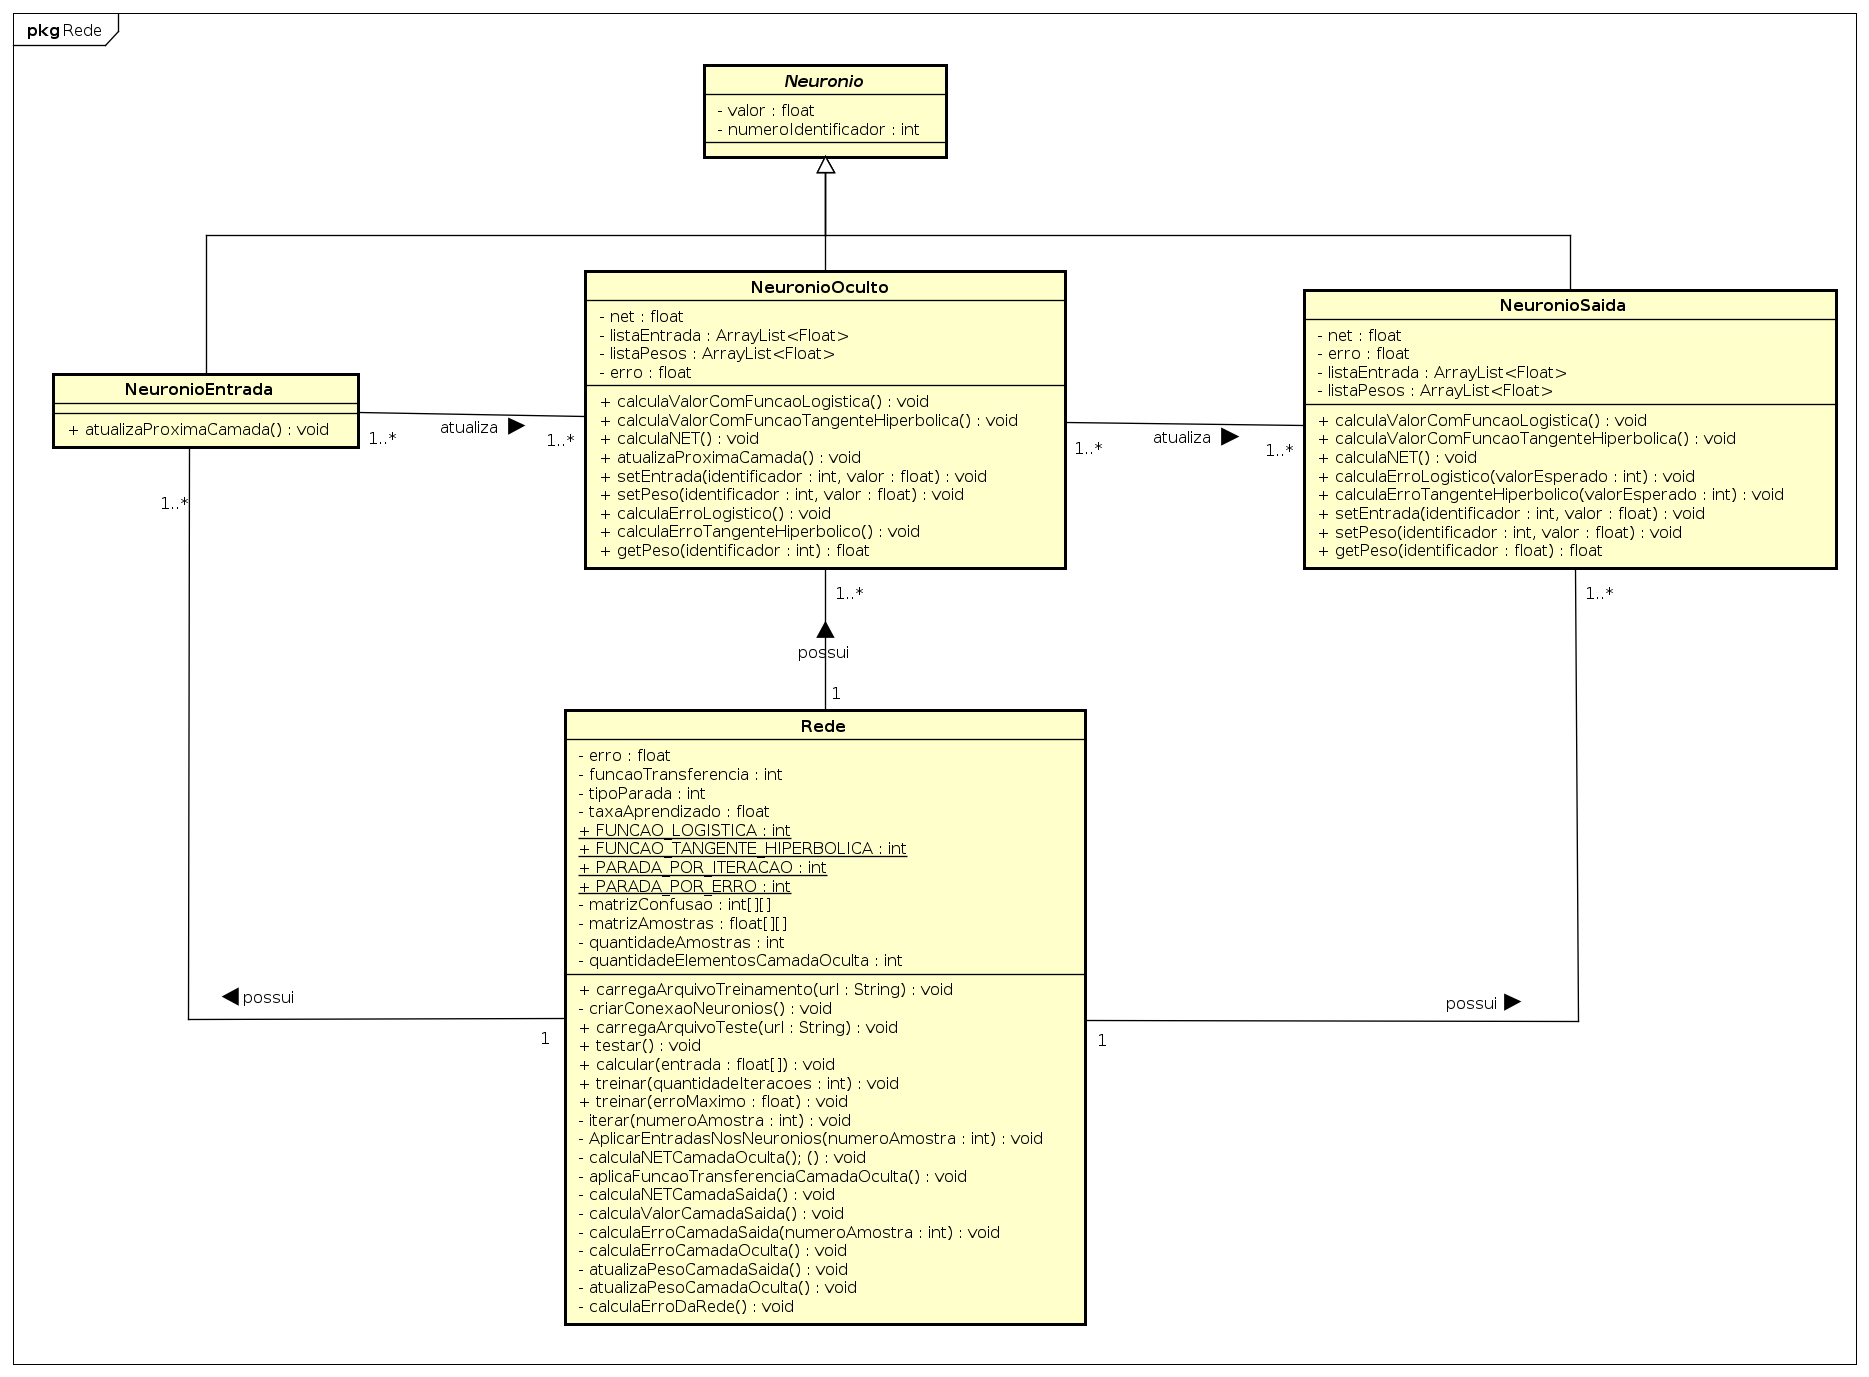 pkg Rede
Neuronio
- valor : float
- numeroIdentificador : int
NeuronioEntrada
+ atualizaProximaCamada() : void
1..*
atualiza
1..*
NeuronioOculto
- net : float
- listaEntrada : ArrayList<Float>
- listaPesos : ArrayList<Float>
- erro : float
+ calculaValorComFuncaoLogistica() : void
+ calculaValorComFuncaoTangenteHiperbolica() : void
+ calculaNET() : void
+ atualizaProximaCamada() : void
+ setEntrada(identificador : int, valor : float) : void
+ setPeso(identificador : int, valor : float) : void
+ calculaErroLogistico() : void
+ calculaErroTangenteHiperbolico() : void
+ getPeso(identificador : int) : float
1..*
atualiza
1..*
NeuronioSaida
- net : float
- erro : float
- listaEntrada : ArrayList<Float>
- listaPesos : ArrayList<Float>
+ calculaValorComFuncaoLogistica() : void
+ calculaValorComFuncaoTangenteHiperbolica() : void
+ calculaNET() : void
+ calculaErroLogistico(valorEsperado : int) : void
+ calculaErroTangenteHiperbolico(valorEsperado : int) : void
+ setEntrada(identificador : int, valor : float) : void
+ setPeso(identificador : int, valor : float) : void
+ getPeso(identificador : float) : float
1..*
1..*
possui
1
1..*
Rede
- erro : float
- funcaoTransferencia : int
- tipoParada : int
- taxaAprendizado : float
+ FUNCAO_LOGISTICA : int
+ FUNCAO_TANGENTE_HIPERBOLICA : int
+ PARADA_POR_ITERACAO : int
+ PARADA_POR_ERRO : int
- matrizConfusao : int[][]
- matrizAmostras : float[][]
- quantidadeAmostras : int
- quantidadeElementosCamadaOculta : int
+ carregaArquivoTreinamento(url : String) : void
- criarConexaoNeuronios() : void
+ carregaArquivoTeste(url : String) : void
+ testar() : void
+ calcular(entrada : float[]) : void
+ treinar(quantidadeIteracoes : int) : void
+ treinar(erroMaximo : float) : void
- iterar(numeroAmostra : int) : void
- AplicarEntradasNosNeuronios(numeroAmostra : int) : void
- calculaNETCamadaOculta(); () : void
- aplicaFuncaoTransferenciaCamadaOculta() : void
- calculaNETCamadaSaida() : void
- calculaValorCamadaSaida() : void
- calculaErroCamadaSaida(numeroAmostra : int) : void
- calculaErroCamadaOculta() : void
- atualizaPesoCamadaSaida() : void
- atualizaPesoCamadaOculta() : void
- calculaErroDaRede() : void
possui
1
possui
1